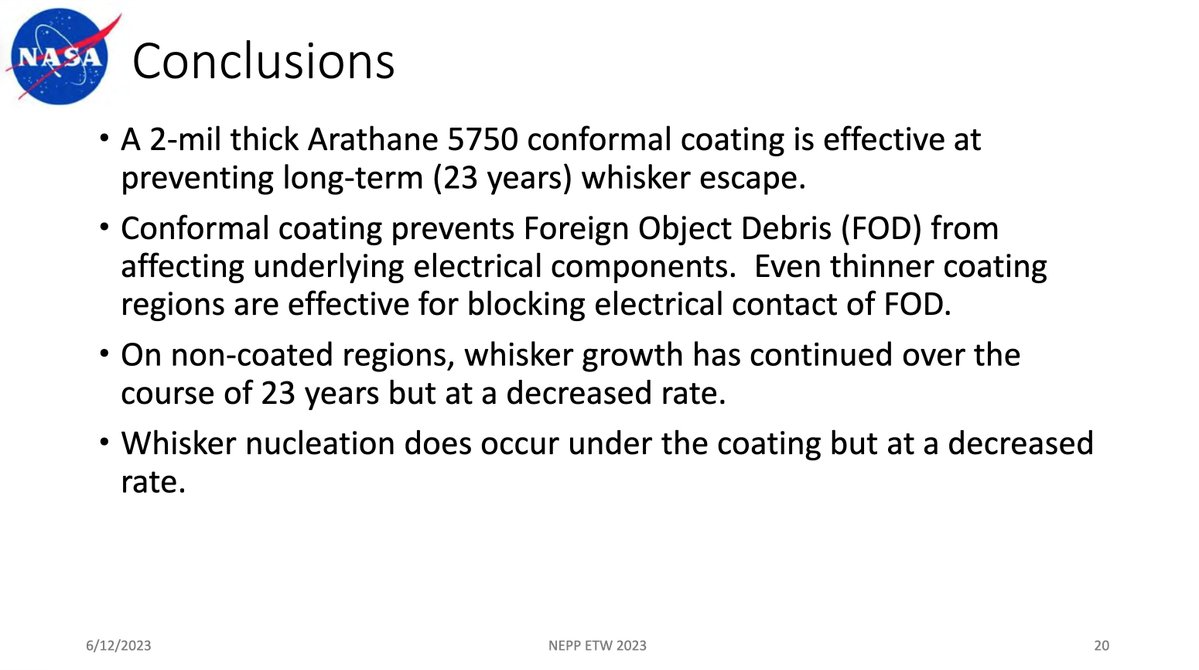 NASA
Conclusions
• A 2-mil thick Arathane 5750 conformal coating is effective at
preventing long-term (23 years) whisker escape.
• Conformal coating prevents Foreign Object Debris (FOD) from
affecting underlying electrical components.  Even thinner coating
regions are effective for blocking electrical contact of FOD.
• On non-coated regions, whisker growth has continued over the
course of 23 years but at a decreased rate.
• Whisker nucleation does occur under the coating but at a decreased
rate.
6/12/2023
NEPP ETW 2023
20